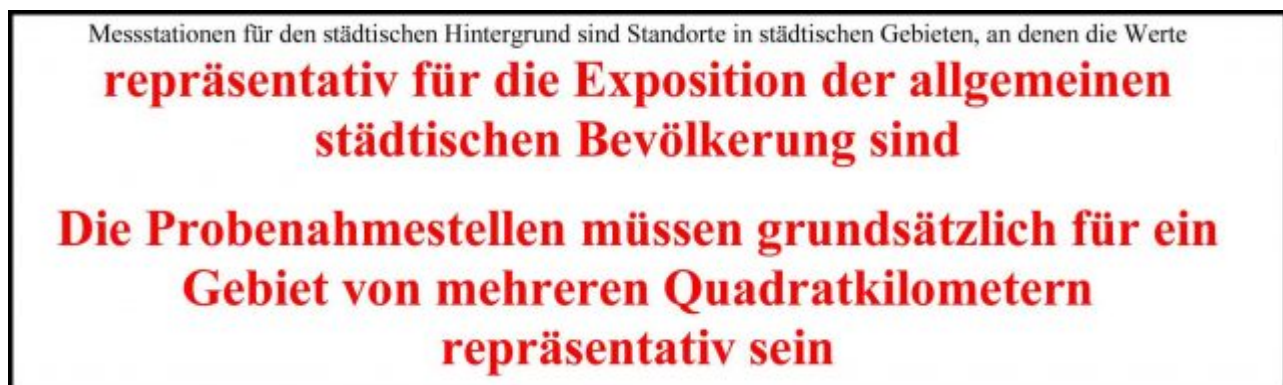 Messstationen für den städtischen Hintergrund sind Standorte in städtischen Gebieten, an denen die Werte
repräsentativ für die Exposition der allgemeinen
städtischen Bevölkerung sind
Die Probenahmestellen müssen grundsätzlich für ein
Gebiet von mehreren Quadratkilometern
repräsentativ sein